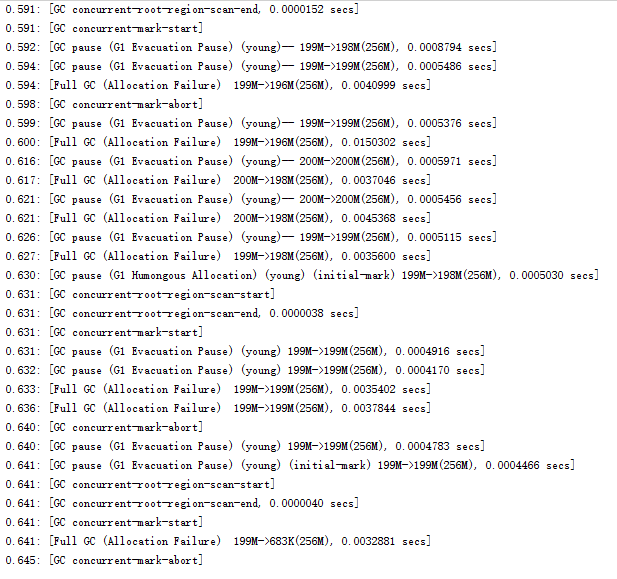 0.591: [GC concurrent-root-region-scan-end, 0.0000152 secs]
0.591: [GC concurrent-mark-start]
0.592: [GC pause (G1 Evacuation Pause) (young)-- 199M->198M(256M), 0.0008794 secs]
0.594: [GC pause (G1 Evacuation Pause) (young)-- 199M->199M(256M), 0.0005486 secs]
0.594: [Full GC (Allocation Failure)  199M->196M(256M), 0.0040999 secs]
0.598: [GC concurrent-mark-abort]
0.599: [GC pause (G1 Evacuation Pause) (young)-- 199M->199M(256M), 0.0005376 secs]
0.600: [Full GC (Allocation Failure)  199M->196M(256M), 0.0150302 secs]
0.616: [GC pause (G1 Evacuation Pause) (young)-- 200M->200M(256M), 0.0005971 secs]
0.617: [Full GC (Allocation Failure)  200M->198M(256M), 0.0037046 secs]
0.621: [GC pause (G1 Evacuation Pause) (young)-- 200M->200M(256M), 0.0005456 secs]
0.621: [Full GC (Allocation Failure)  200M->198M(256M), 0.0045368 secs]
0.626: [GC pause (G1 Evacuation Pause) (young)-- 199M->199M(256M), 0.0005115 secs]
0.627: [Full GC (Allocation Failure)  199M->198M(256M), 0.0035600 secs]
0.630: [GC pause (G1 Humongous Allocation) (young) (initial-mark) 199M->198M(256M), 0.0005030 secs]
0.631: [GC concurrent-root-region-scan-start]
0.631: [GC concurrent-root-region-scan-end, 0.0000038 secs]
0.631: [GC concurrent-mark-start]
0.631: [GC pause (G1 Evacuation Pause) (young) 199M->199M(256M), 0.0004916 secs]
0.632: [GC pause (G1 Evacuation Pause) (young) 199M->199M(256M), 0.0004170 secs]
0.633: [Full GC (Allocation Failure)  199M->199M(256M), 0.0035402 secs]
0.636: [Full GC (Allocation Failure)  199M->199M(256M), 0.0037844 secs]
0.640: [GC concurrent-mark-abort]
0.640: [GC pause (G1 Evacuation Pause) (young) 199M->199M(256M), 0.0004783 secs]
0.641: [GC pause (G1 Evacuation Pause) (young) (initial-mark) 199M->199M(256M), 0.0004466 secs]
0.641: [GC concurrent-root-region-scan-start]
0.641: [GC concurrent-root-region-scan-end, 0.0000040 secs]
0.641: [GC concurrent-mark-start]
0.641: [Full GC (Allocation Failure)  199M->683K(256M), 0.0032881 secs]
0.645: [GC concurrent-mark-abort]